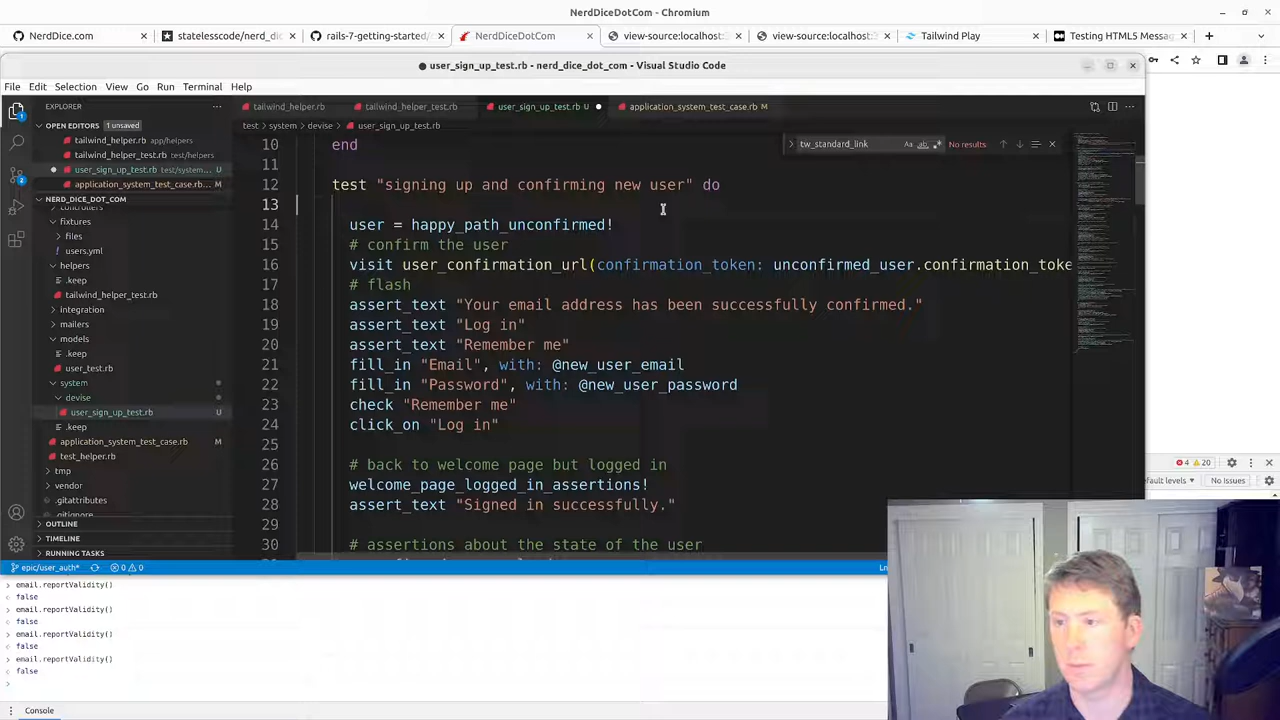 NerdDiceDotCom - Chromium
NerdDice.com
statelesscode/nerd_dic
rails-7-getting-started/c
NerdDiceDotCom
view-source:localhost:
view-source:localhost:
Tailwind Play
Testing HTML5 Messag
user_sign_up_test.rb - nerd_dice_dot_com - Visual Studio Code
File Edit Selection View Go Run Terminal Help
EXPLORER
tailwind_helper.rb
tailwind_helper_test.rb
user_sign_up_test.rb U
application_system_test_case.rb M
OPEN EDITORS 1 unsaved
test > system > devise > user_sign_up_test.rb
tailwind_helper.rb app/helpers
tailwind_helper_test.rb test/helpers
user_sign_up_test.rb test/system... U
application_system_test_case.rb... M
NERD_DICE_DOT_COM
fixtures
files
users.yml
helpers
.keep
tailwind_helper_test.rb
integration
mailers
models
.keep
user_test.rb
system
devise
user_sign_up_test.rb U
.keep
application_system_test_case.rb M
test_helper.rb
tmp
vendor
.gitattributes
.gitignore
OUTLINE
TIMELINE
RUNNING TASKS
tw_standard_link
No results
10 end
11
12 test "signing up and confirming new user" do
13
14 user = happy_path_unconfirmed!
15 # confirm the user
16 visit user_confirmation_url(confirmation_token: unconfirmed_user.confirmation_toke
17 # flash
18 assert_text "Your email address has been successfully confirmed."
19 assert_text "Log in"
20 assert_text "Remember me"
21 fill_in "Email", with: @new_user_email
22 fill_in "Password", with: @new_user_password
23 check "Remember me"
24 click_on "Log in"
25
26 # back to welcome page but logged in
27 welcome_page_logged_in_assertions!
28 assert_text "Signed in successfully."
29
30 # assertions about the state of the user
4 20
efault levels
No Issues
epic/user_auth*
0 0
Ln
email.reportValidity()
false
email.reportValidity()
false
email.reportValidity()
false
email.reportValidity()
false
Console